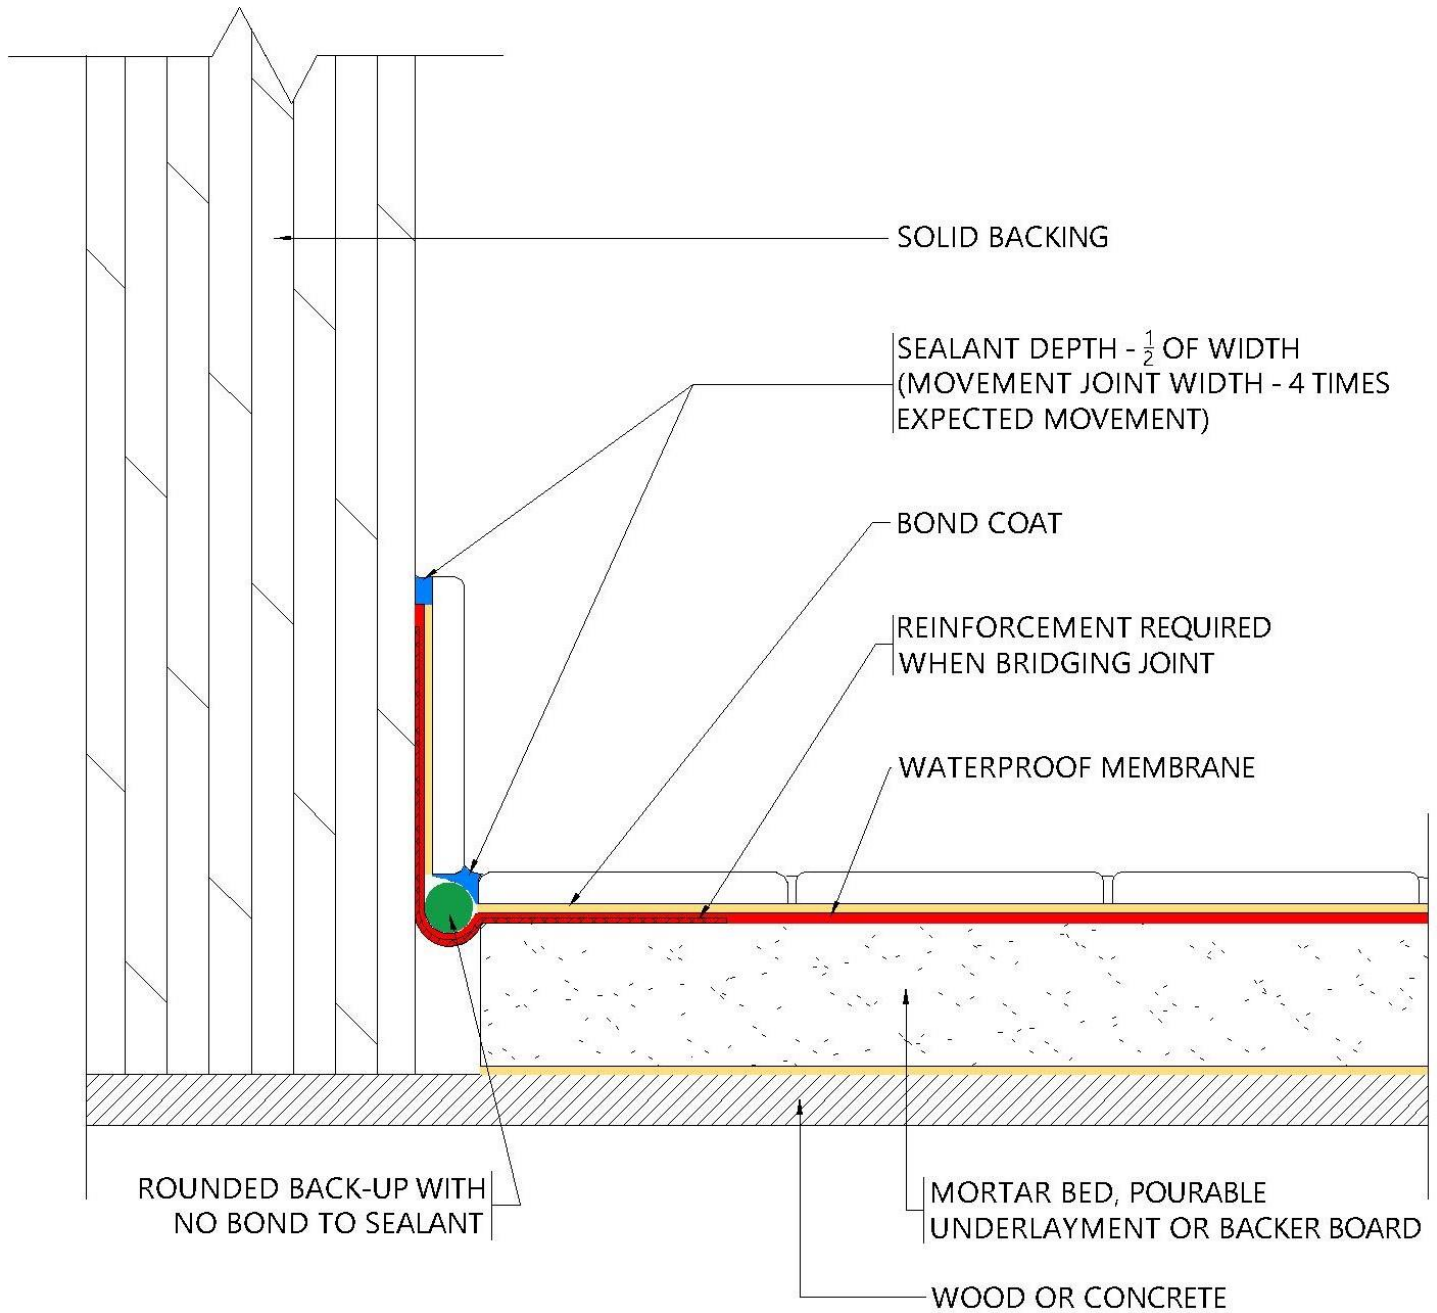 SOLID BACKING
SEALANT DEPTH - 1/2 OF WIDTH
(MOVEMENT JOINT WIDTH - 4 TIMES
EXPECTED MOVEMENT)
BOND COAT
REINFORCEMENT REQUIRED
WHEN BRIDGING JOINT
WATERPROOF MEMBRANE
ROUNDED BACK-UP WITH
NO BOND TO SEALANT
MORTAR BED, POURABLE
UNDERLAYMENT OR BACKER BOARD
WOOD OR CONCRETE